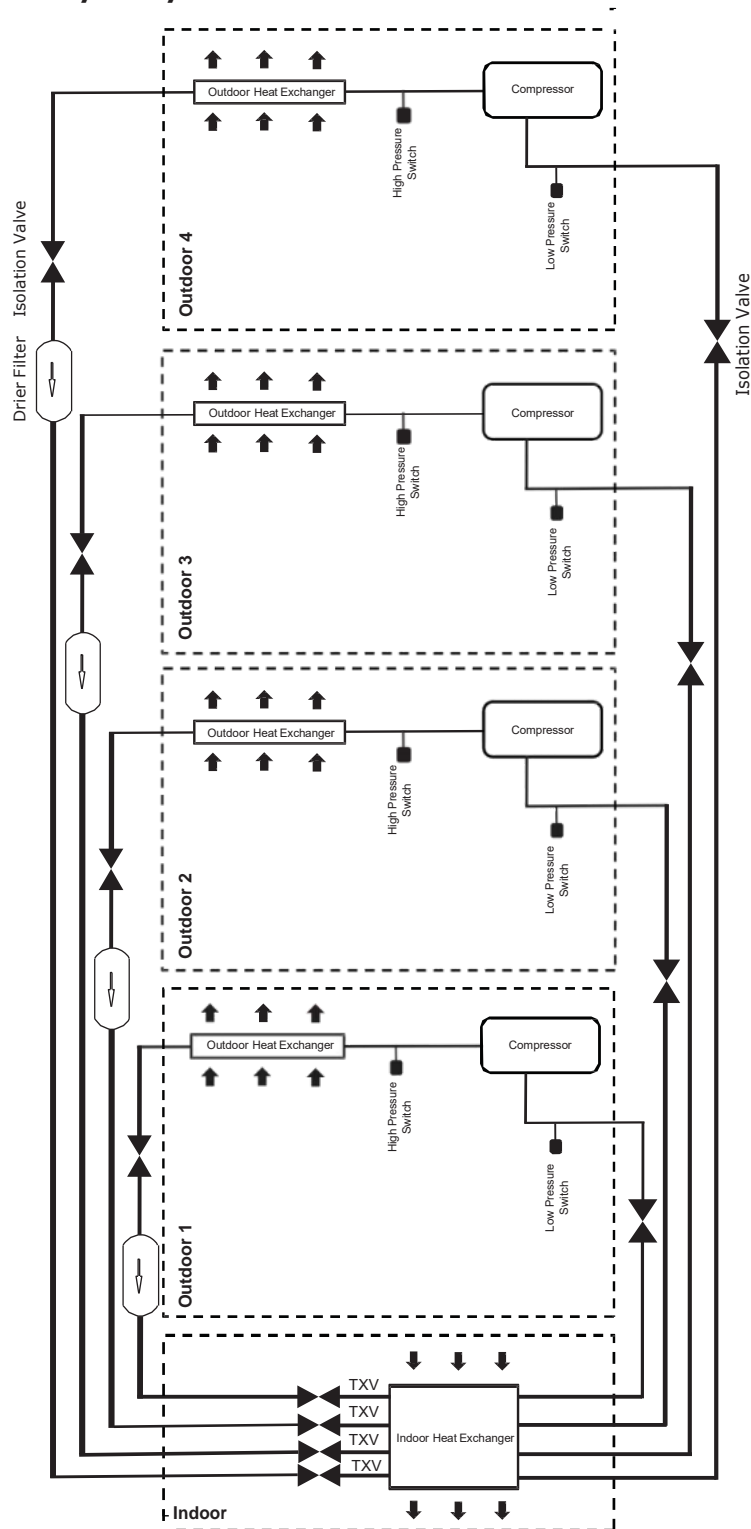 Outdoor Heat Exchanger
Compressor
High Pressure
Switch
Low Pressure
Switch
Outdoor 4
Isolation Valve
Drier Filter
Isolation Valve
Outdoor Heat Exchanger
Compressor
High Pressure
Switch
Low Pressure
Switch
Outdoor 3
Outdoor Heat Exchanger
Compressor
High Pressure
Switch
Low Pressure
Switch
Outdoor 2
Outdoor Heat Exchanger
Compressor
High Pressure
Switch
Low Pressure
Switch
Outdoor 1
TXV
TXV
TXV
TXV
Indoor Heat Exchanger
Indoor